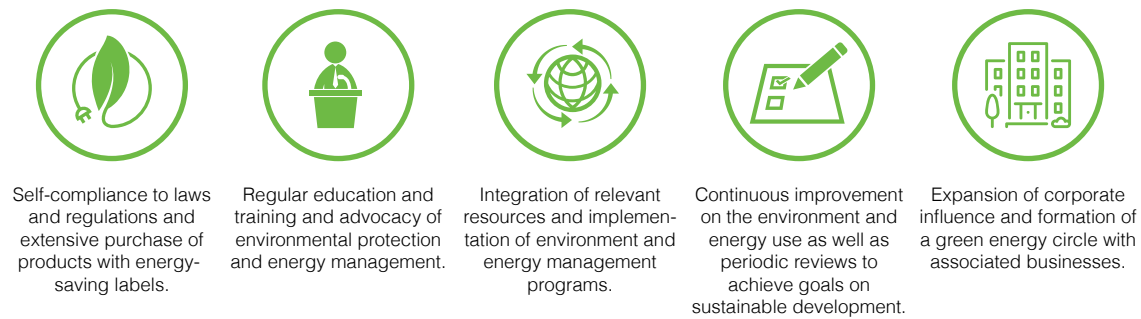 Self-compliance to laws
and regulations and
extensive purchase of
products with energy-
saving labels.
Regular education and
training and advocacy of
environmental protection
and energy management.
Integration of relevant
resources and implemen-
tation of environment and
energy management
programs.
Continuous improvement
on the environment and
energy use as well as
periodic reviews to
achieve goals on
sustainable development.
Expansion of corporate
influence and formation of
a green energy circle with
associated businesses.